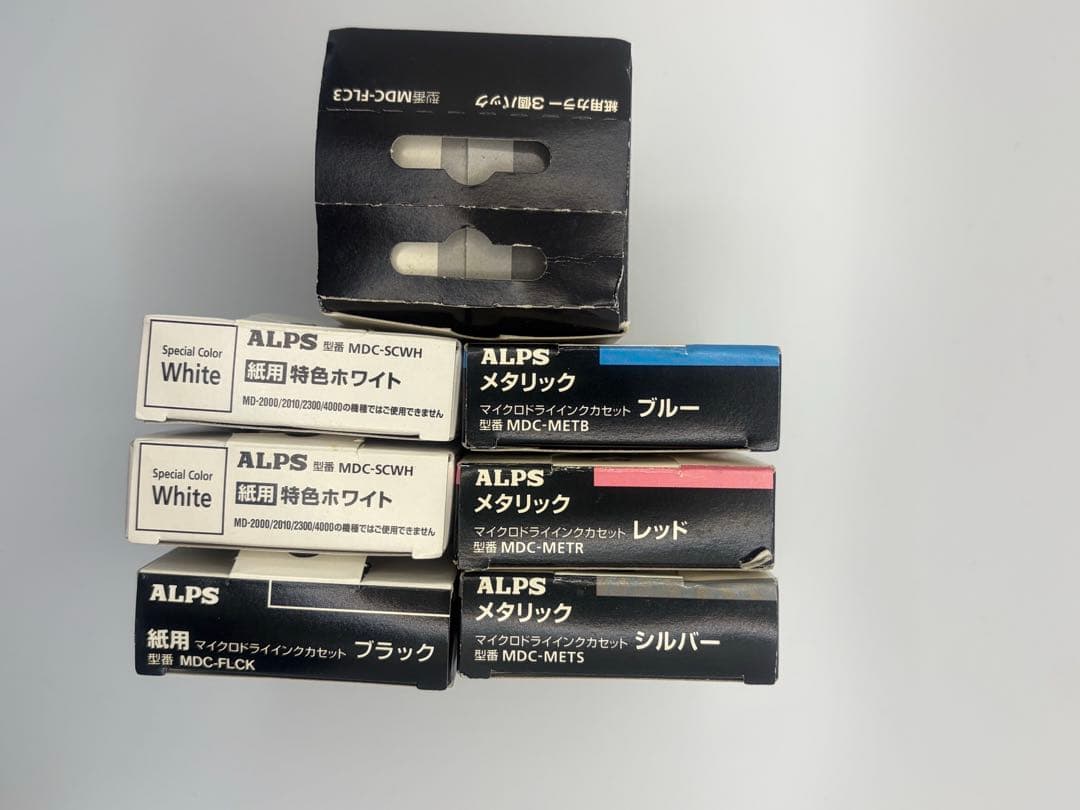 紙用カラー 3個パック 型番MDC-FLC3
Special Color
White
ALPS 型番 MDC-SCWH
紙用 特色ホワイト
MD-2000/2010/2300/4000の機種ではご使用できません
Special Color
White
ALPS 型番 MDC-SCWH
紙用 特色ホワイト
MD-2000/2010/2300/4000の機種ではご使用できません
ALPS
紙用 マイクロドライインクカセット ブラック
型番 MDC-FLCK
ALPS
メタリック
マイクロドライインクカセット ブルー
型番 MDC-METB
ALPS
メタリック
マイクロドライインクカセット レッド
型番 MDC-METR
ALPS
メタリック
マイクロドライインクカセット シルバー
型番 MDC-METS